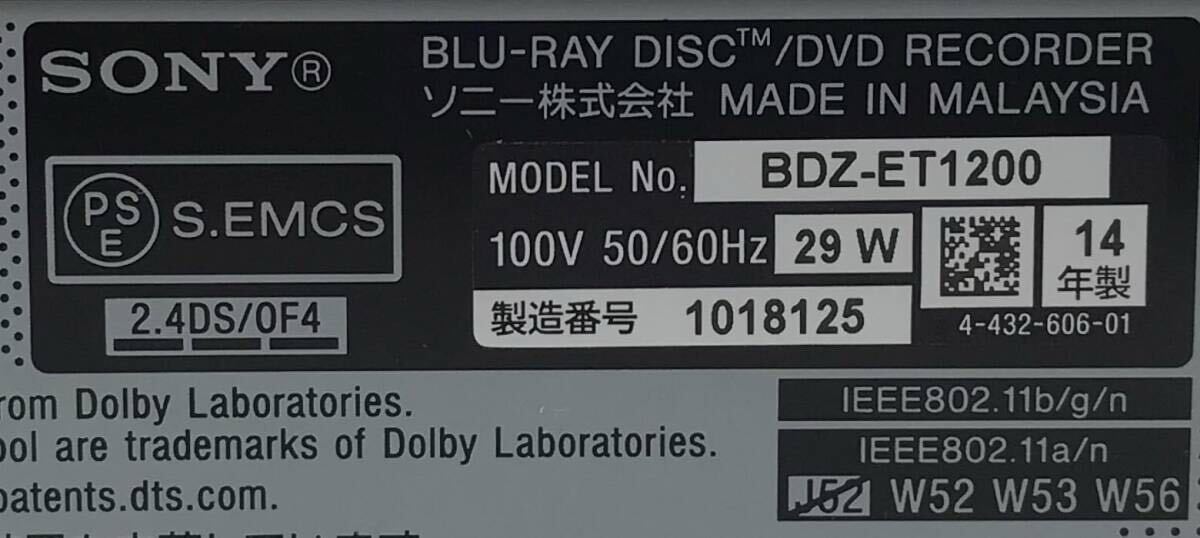 SONY®
BLU-RAY DISC™/DVD RECORDER
ソニー株式会社 MADE IN MALAYSIA
PS
E
S.EMCS
MODEL No. BDZ-ET1200
100V 50/60Hz 29 W
14
年製
2.4DS/OF4
製造番号 1018125
4-432-606-01
rom Dolby Laboratories.
ool are trademarks of Dolby Laboratories.
patents.dts.com.
IEEE802.11b/g/n
IEEE802.11a/n
J52 W52 W53 W56